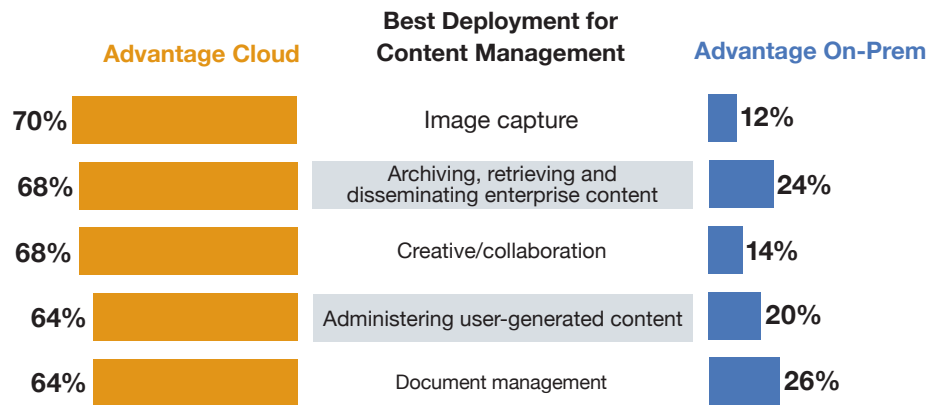 Best Deployment for
Content Management
Advantage Cloud
Advantage On-Prem
70%
Image capture
12%
68%
Archiving, retrieving and
disseminating enterprise content
24%
68%
Creative/collaboration
14%
64%
Administering user-generated content
20%
64%
Document management
26%